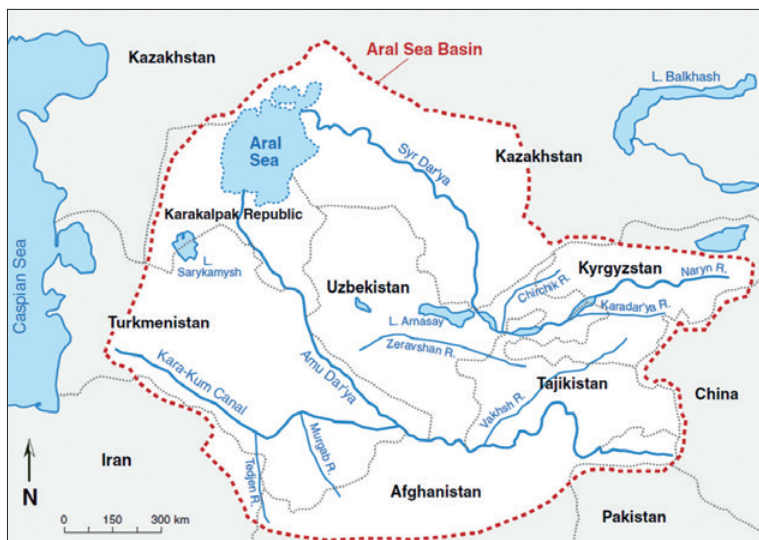 Kazakhstan
Aral Sea Basin
L. Balkhash
Aral
Sea
Syr Dar'ya
Kazakhstan
Karakalpak Republic
L.
Sarykamysh
Caspian Sea
Uzbekistan
Chirchik R.
Kyrgyzstan
Naryn R.
L. Arnasay
Karadar'ya R.
Turkmenistan
Zeravshan R.
Kara-Kum Canal
Amu Dar'ya
Tajikistan
Vakhsh R.
China
Iran
Tedjen R.
Murgab R.
Afghanistan
N
Pakistan
0 150 300 km